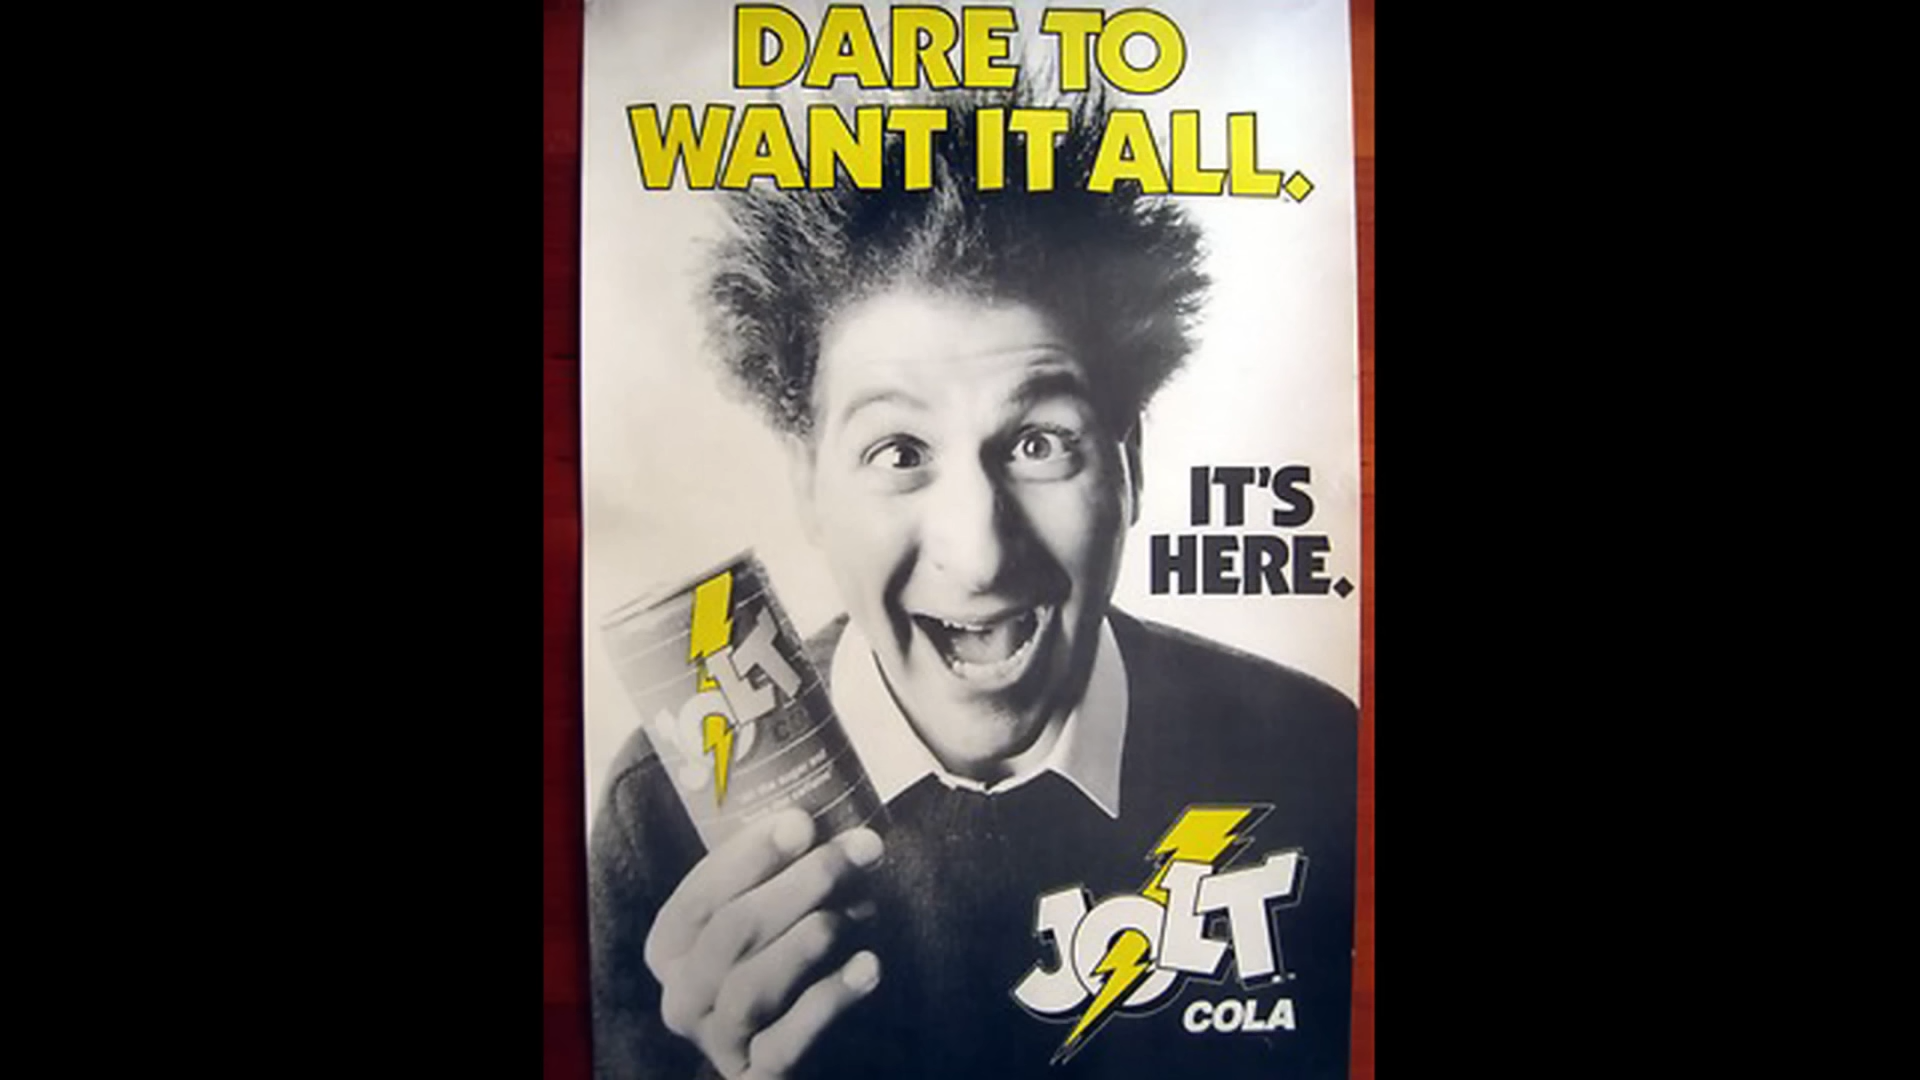 DARE TO
WANT IT ALL.
IT'S
HERE.
JOLT
JOLT
COLA